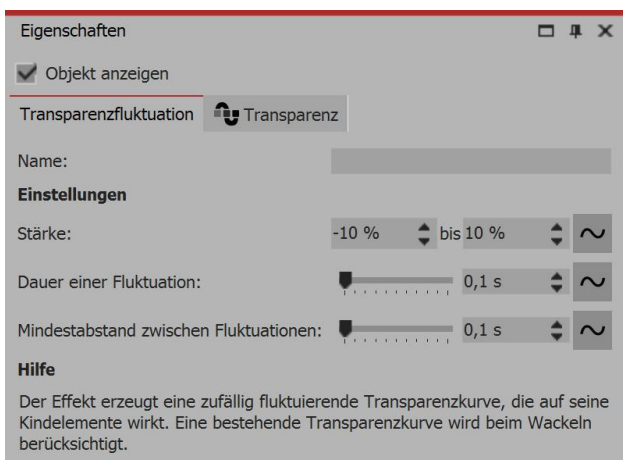 Eigenschaften
Objekt anzeigen
Transparenzfluktuation Transparenz
Name:
Einstellungen
Stärke: -10 % bis 10 %
Dauer einer Fluktuation: 0,1 s
Mindestabstand zwischen Fluktuationen: 0,1 s
Hilfe
Der Effekt erzeugt eine zufällig fluktuierende Transparenzkurve, die auf seine
Kindelemente wirkt. Eine bestehende Transparenzkurve wird beim Wackeln
berücksichtigt.